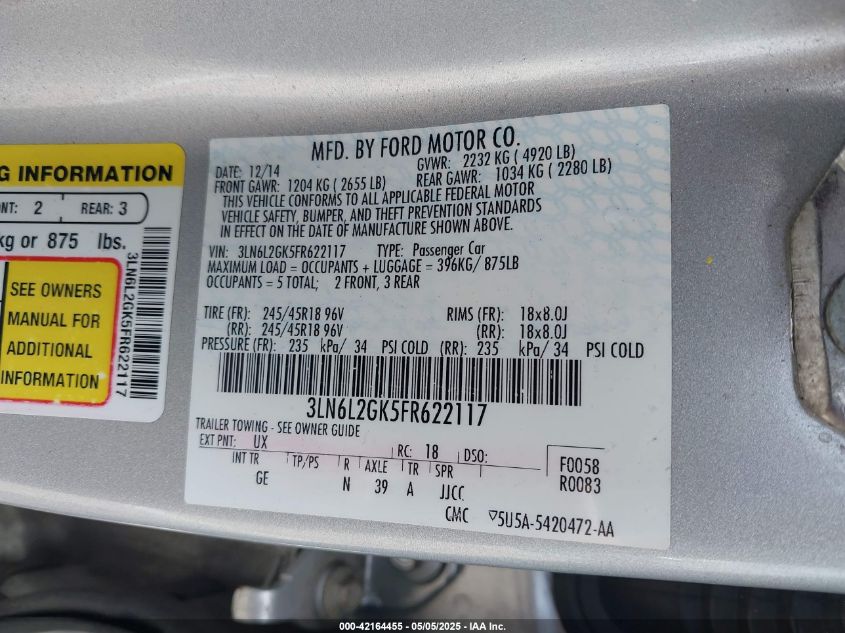 G INFORMATION
NT: 2 REAR: 3
kg or 875 lbs.
SEE OWNERS
MANUAL FOR
ADDITIONAL
INFORMATION
3LN6L2GK5FR622117
MFD. BY FORD MOTOR CO.
DATE: 12/14 GVWR: 2232 KG ( 4920 LB)
FRONT GAWR: 1204 KG ( 2655 LB) REAR GAWR: 1034 KG ( 2280 LB)
THIS VEHICLE CONFORMS TO ALL APPLICABLE FEDERAL MOTOR
VEHICLE SAFETY, BUMPER, AND THEFT PREVENTION STANDARDS
IN EFFECT ON THE DATE OF MANUFACTURE SHOWN ABOVE.
VIN: 3LN6L2GK5FR622117 TYPE: Passenger Car
MAXIMUM LOAD = OCCUPANTS + LUGGAGE = 396KG/ 875LB
OCCUPANTS = 5 TOTAL; 2 FRONT, 3 REAR
TIRE (FR): 245/45R18 96V RIMS (FR): 18x8.0J
(RR): 245/45R18 96V (RR): 18x8.0J
PRESSURE (FR): 235 kPa/ 34 PSI COLD (RR): 235 kPa/ 34 PSI COLD
3LN6L2GK5FR622117
TRAILER TOWING - SEE OWNER GUIDE
EXT PNT: UX RC: 18 DSO:
INT TR TP/PS R AXLE TR SPR
GE N 39 A JJCC
F0058
R0083
CMC ▽5U5A-5420472-AA
000-42164455 - 05/05/2025 - IAA Inc.